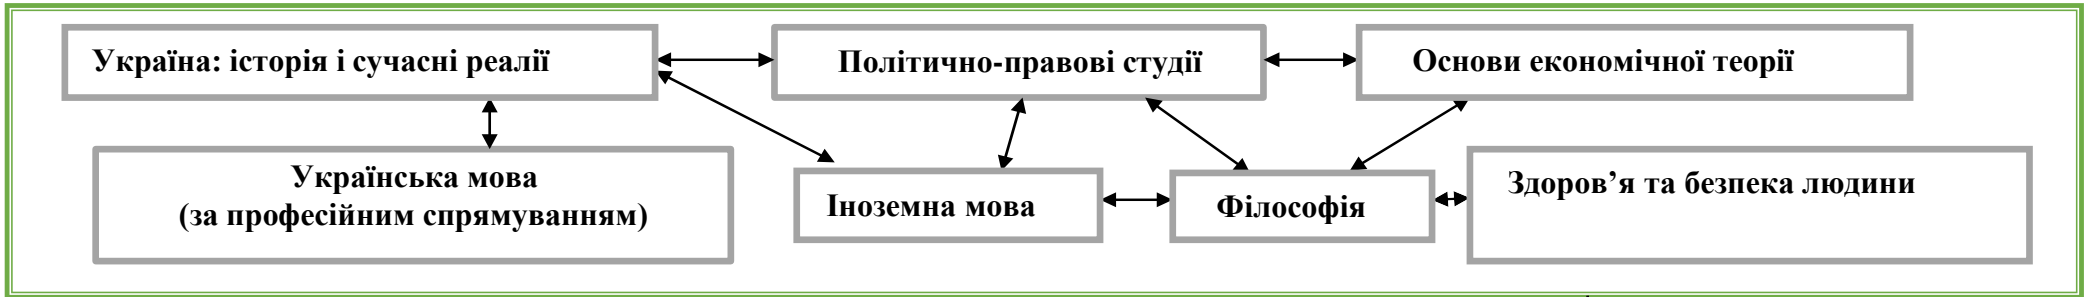 Україна: історія і сучасні реалії
Політично-правові студії
Основи економічної теорії
Українська мова
(за професійним спрямуванням)
Іноземна мова
Філософія
Здоров’я та безпека людини